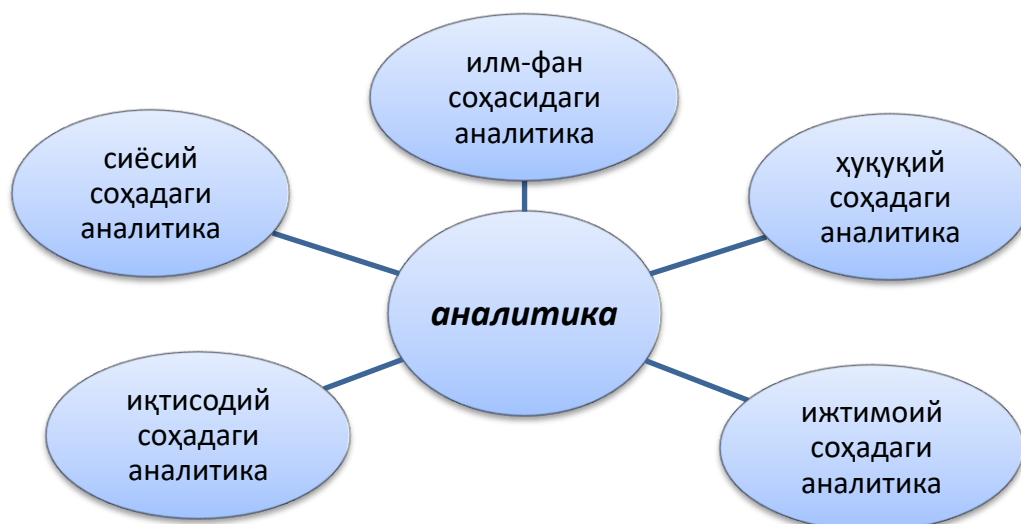 илм-фан
соҳасидаги
аналитика
сиёсий
соҳадаги
аналитика
ҳуқуқий
соҳадаги
аналитика
аналитика
иқтисодий
соҳадаги
аналитика
ижтимоий
соҳадаги
аналитика